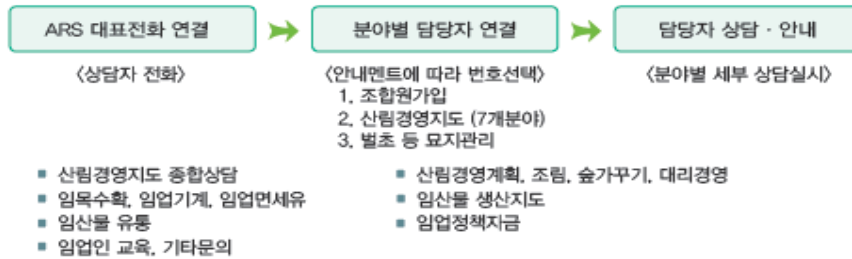 ARS 대표전화 연결
분야별 담당자 연결
담당자 상담 · 안내
〈상담자 전화〉
〈안내멘트에 따라 번호선택〉
1. 조합원가입
2. 산림경영지도 (7개분야)
3. 벌초 등 묘지관리
〈분야별 세부 상담실시〉
■ 산림경영지도 종합상담
■ 임목수확, 임업기계, 임업면세유
■ 임산물 유통
■ 임업인 교육, 기타문의
■ 산림경영계획, 조림, 숲가꾸기, 대리경영
■ 임산물 생산지도
■ 임업정책자금